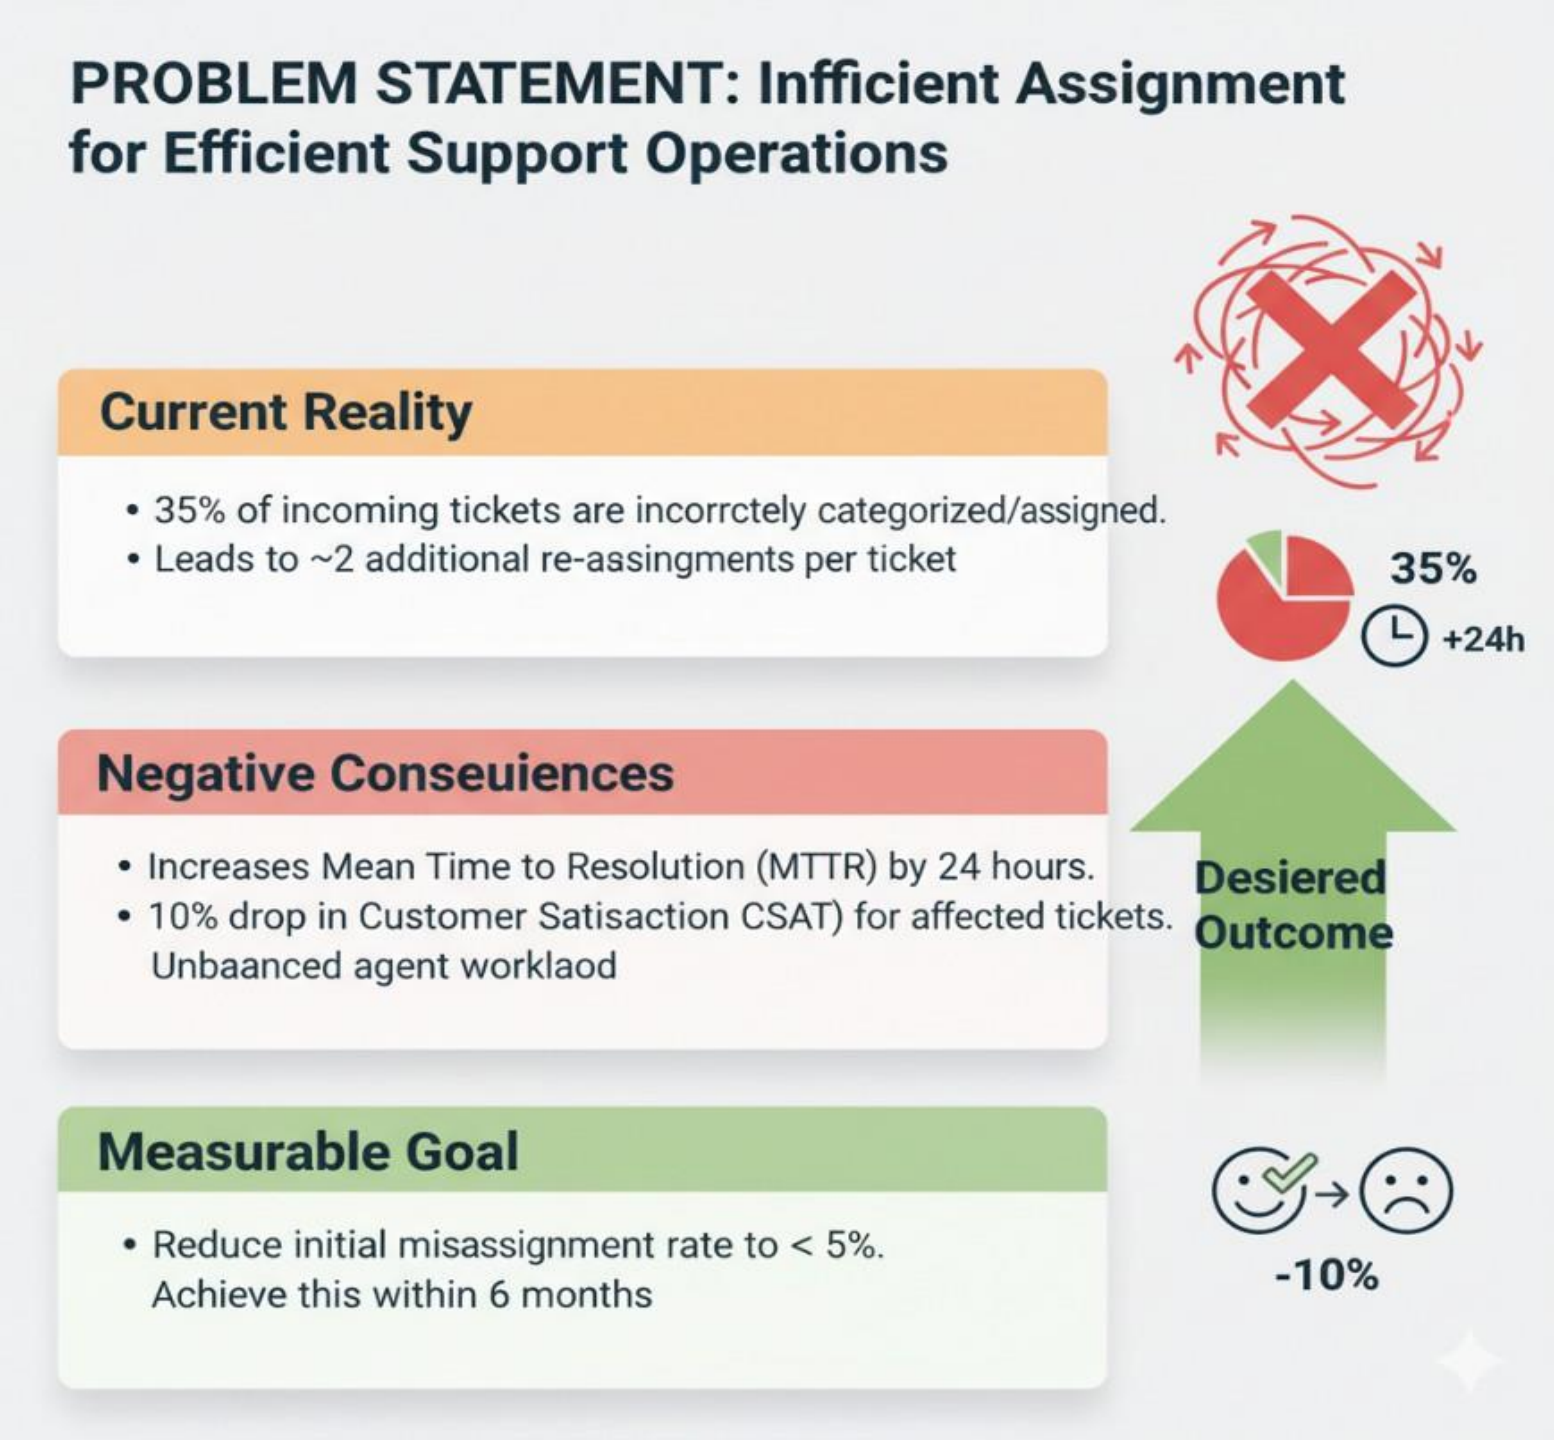 PROBLEM STATEMENT: Infficient Assignment
for Efficient Support Operations
Current Reality
• 35% of incoming tickets are incorrctely categorized/assigned.
• Leads to ~2 additional re-assingments per ticket
35%
+24h
Negative Conseuiences
• Increases Mean Time to Resolution (MTTR) by 24 hours.
• 10% drop in Customer Satisaction CSAT) for affected tickets.
Unbaanced agent worklaod
Desiered
Outcome
Measurable Goal
• Reduce initial misassignment rate to < 5%.
Achieve this within 6 months
-10%